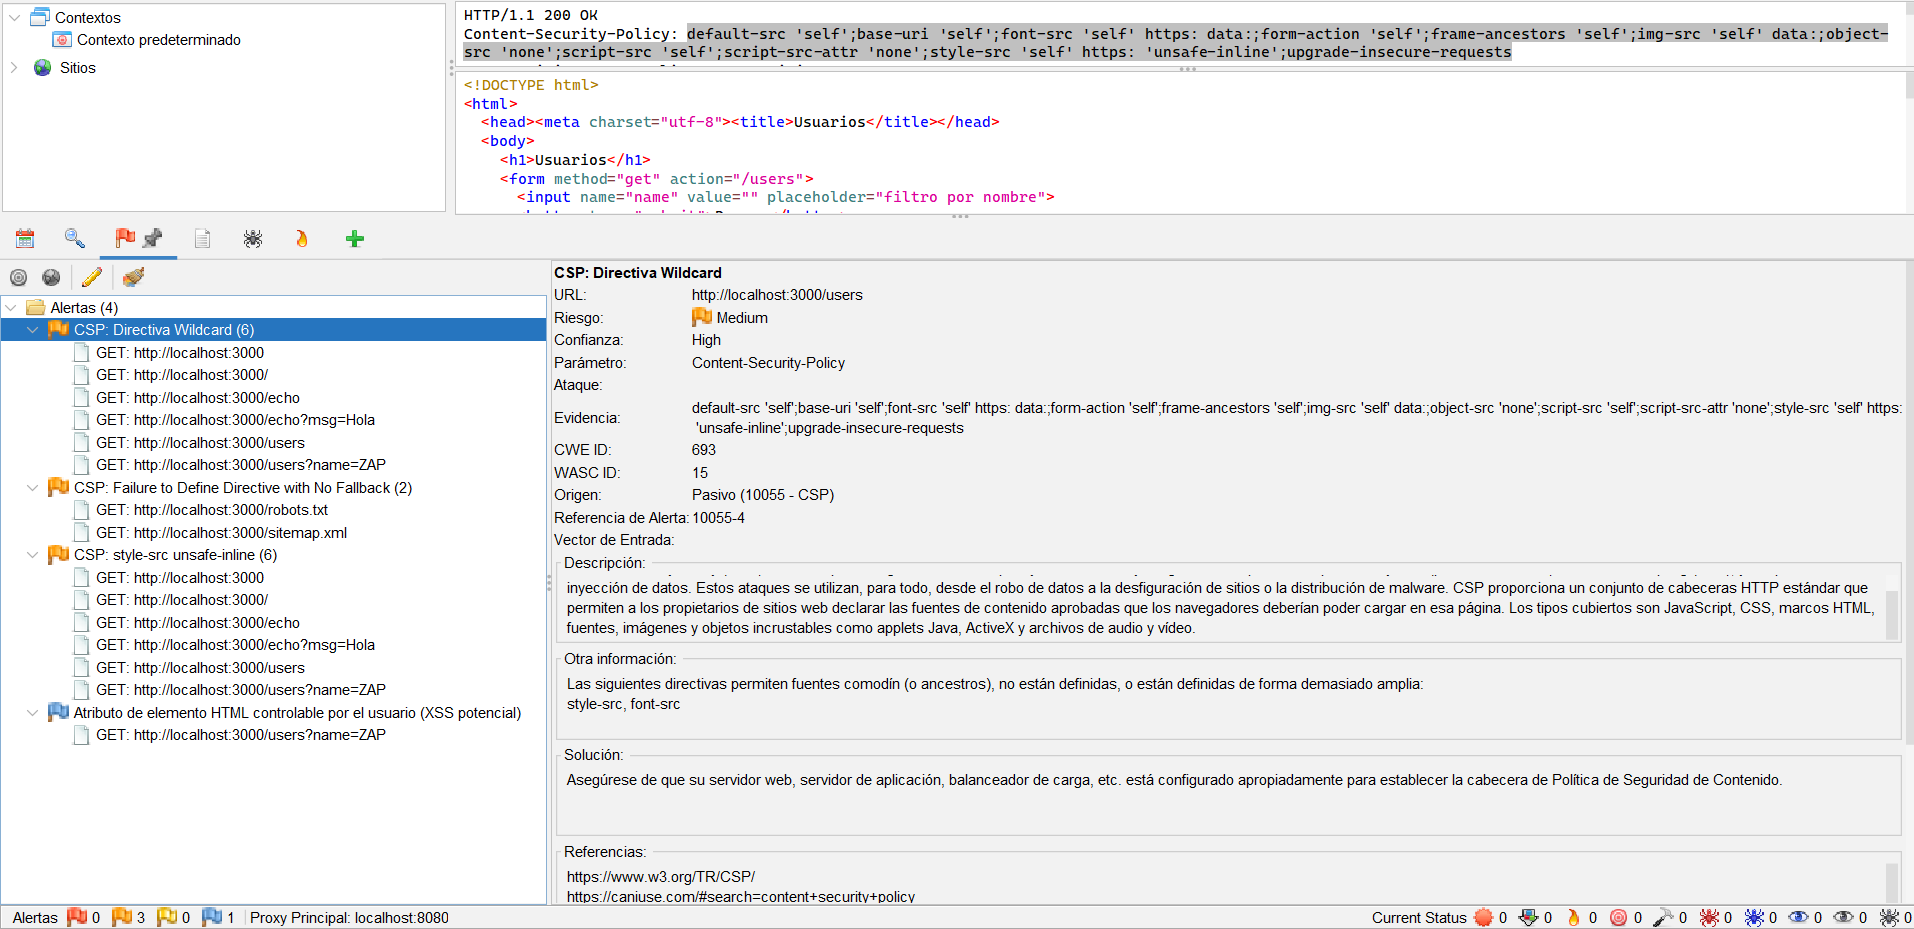 Contextos
Contexto predeterminado
Sitios
HTTP/1.1 200 OK
Content-Security-Policy: default-src 'self';base-uri 'self';font-src 'self' https: data:;form-action 'self';frame-ancestors 'self';img-src 'self' data:;object-
src 'none';script-src 'self';script-src-attr 'none';style-src 'self' https: 'unsafe-inline';upgrade-insecure-requests
<!DOCTYPE html>
<html>
<head><meta charset="utf-8"><title>Usuarios</title></head>
<body>
<h1>Usuarios</h1>
<form method="get" action="/users">
<input name="name" value="" placeholder="filtro por nombre">
Alertas (4)
CSP: Directiva Wildcard (6)
GET: http://localhost:3000
GET: http://localhost:3000/
GET: http://localhost:3000/echo
GET: http://localhost:3000/echo?msg=Hola
GET: http://localhost:3000/users
GET: http://localhost:3000/users?name=ZAP
CSP: Failure to Define Directive with No Fallback (2)
GET: http://localhost:3000/robots.txt
GET: http://localhost:3000/sitemap.xml
CSP: style-src unsafe-inline (6)
GET: http://localhost:3000
GET: http://localhost:3000/
GET: http://localhost:3000/echo
GET: http://localhost:3000/echo?msg=Hola
GET: http://localhost:3000/users
GET: http://localhost:3000/users?name=ZAP
Atributo de elemento HTML controlable por el usuario (XSS potencial)
GET: http://localhost:3000/users?name=ZAP
CSP: Directiva Wildcard
URL: http://localhost:3000/users
Riesgo: Medium
Confianza: High
Parámetro: Content-Security-Policy
Ataque:
Evidencia: default-src 'self';base-uri 'self';font-src 'self' https: data:;form-action 'self';frame-ancestors 'self';img-src 'self' data:;object-src 'none';script-src 'self';script-src-attr 'none';style-src 'self' https:
'unsafe-inline';upgrade-insecure-requests
CWE ID: 693
WASC ID: 15
Origen: Pasivo (10055 - CSP)
Referencia de Alerta: 10055-4
Vector de Entrada:
Descripción:
inyección de datos. Estos ataques se utilizan, para todo, desde el robo de datos a la desfiguración de sitios o la distribución de malware. CSP proporciona un conjunto de cabeceras HTTP estándar que
permiten a los propietarios de sitios web declarar las fuentes de contenido aprobadas que los navegadores deberían poder cargar en esa página. Los tipos cubiertos son JavaScript, CSS, marcos HTML,
fuentes, imágenes y objetos incrustables como applets Java, ActiveX y archivos de audio y vídeo.
Otra información:
Las siguientes directivas permiten fuentes comodín (o ancestros), no están definidas, o están definidas de forma demasiado amplia:
style-src, font-src
Solución:
Asegúrese de que su servidor web, servidor de aplicación, balanceador de carga, etc. está configurado apropiadamente para establecer la cabecera de Política de Seguridad de Contenido.
Referencias:
https://www.w3.org/TR/CSP/
https://caniuse.com/#search=content+security+policy
Alertas 0 3 0 1 Proxy Principal: localhost:8080
Current Status 0 0 0 0 0 0 0 0 0 0